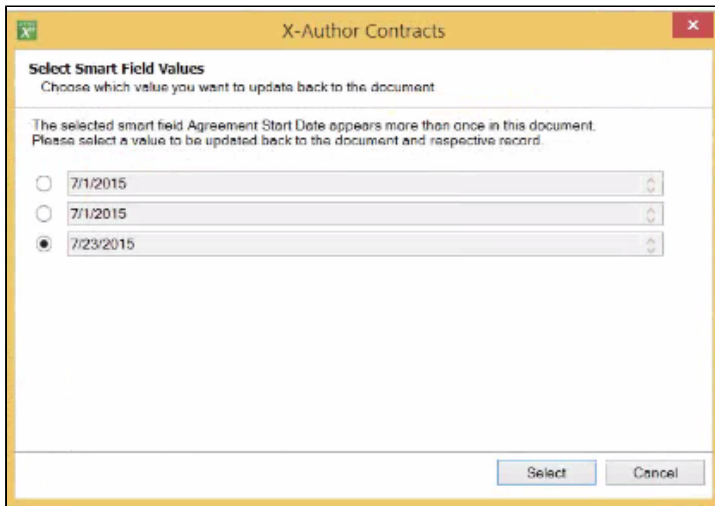 X-Author Contracts
Select Smart Field Values
Choose which value you want to update back to the document
The selected smart field Agreement Start Date appears more than once in this document.
Please select a value to be updated back to the document and respective record.
7/1/2015
7/1/2015
7/23/2015
Select Cancel